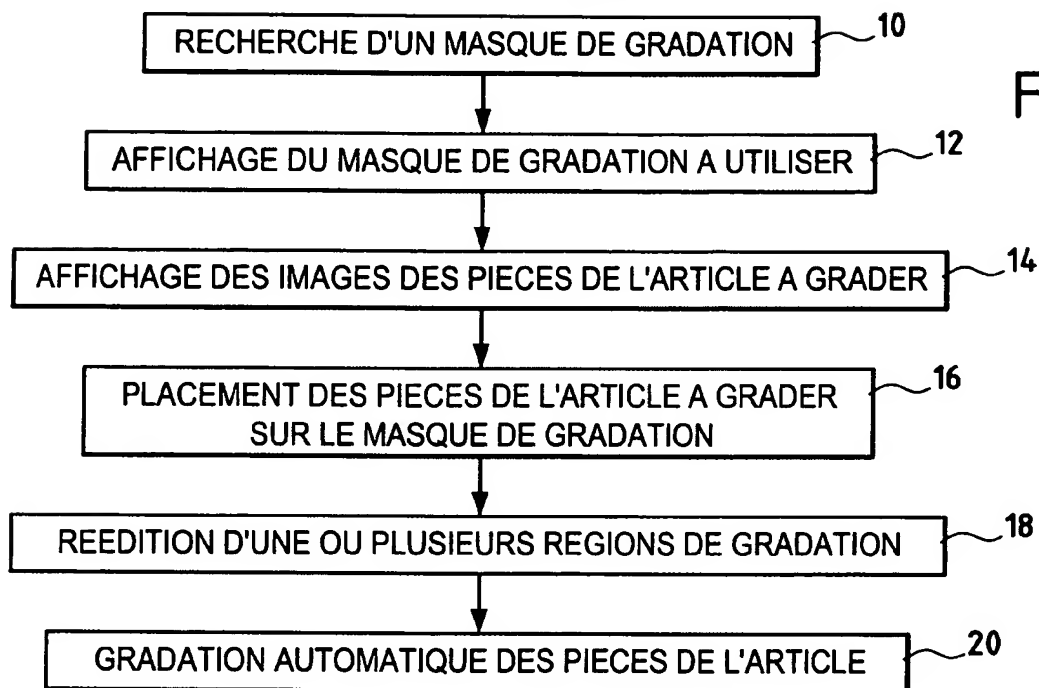 RECHERCHE D'UN MASQUE DE GRADATION
10
F
AFFICHAGE DU MASQUE DE GRADATION A UTILISER
12
AFFICHAGE DES IMAGES DES PIECES DE L'ARTICLE A GRADER
14
PLACEMENT DES PIECES DE L'ARTICLE A GRADER
SUR LE MASQUE DE GRADATION
16
REEDITION D'UNE OU PLUSIEURS REGIONS DE GRADATION
18
GRADATION AUTOMATIQUE DES PIECES DE L'ARTICLE
20